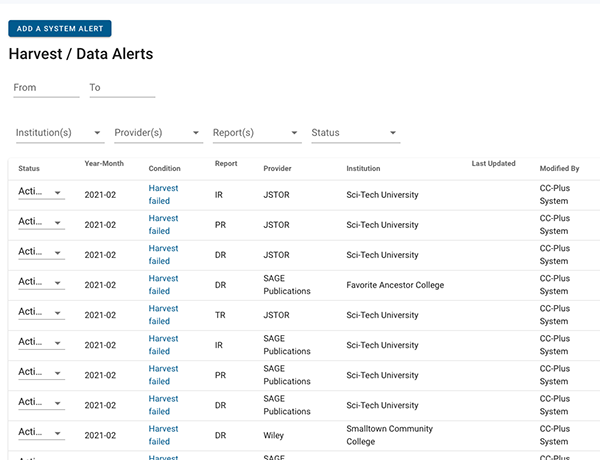 ADD A SYSTEM ALERT
Harvest / Data Alerts
From To
Institution(s) Provider(s) Report(s) Status
Status Year-Month Condition Report Provider Institution Last Updated Modified By
Acti... 2021-02 Harvest failed IR JSTOR Sci-Tech University CC-Plus System
Acti... 2021-02 Harvest failed PR JSTOR Sci-Tech University CC-Plus System
Acti... 2021-02 Harvest failed DR JSTOR Sci-Tech University CC-Plus System
Acti... 2021-02 Harvest failed DR SAGE Publications Favorite Ancestor College CC-Plus System
Acti... 2021-02 Harvest failed TR JSTOR Sci-Tech University CC-Plus System
Acti... 2021-02 Harvest failed IR SAGE Publications Sci-Tech University CC-Plus System
Acti... 2021-02 Harvest failed PR SAGE Publications Sci-Tech University CC-Plus System
Acti... 2021-02 Harvest failed DR SAGE Publications Sci-Tech University CC-Plus System
Acti... 2021-02 Harvest failed DR Wiley Smalltown Community College CC-Plus System